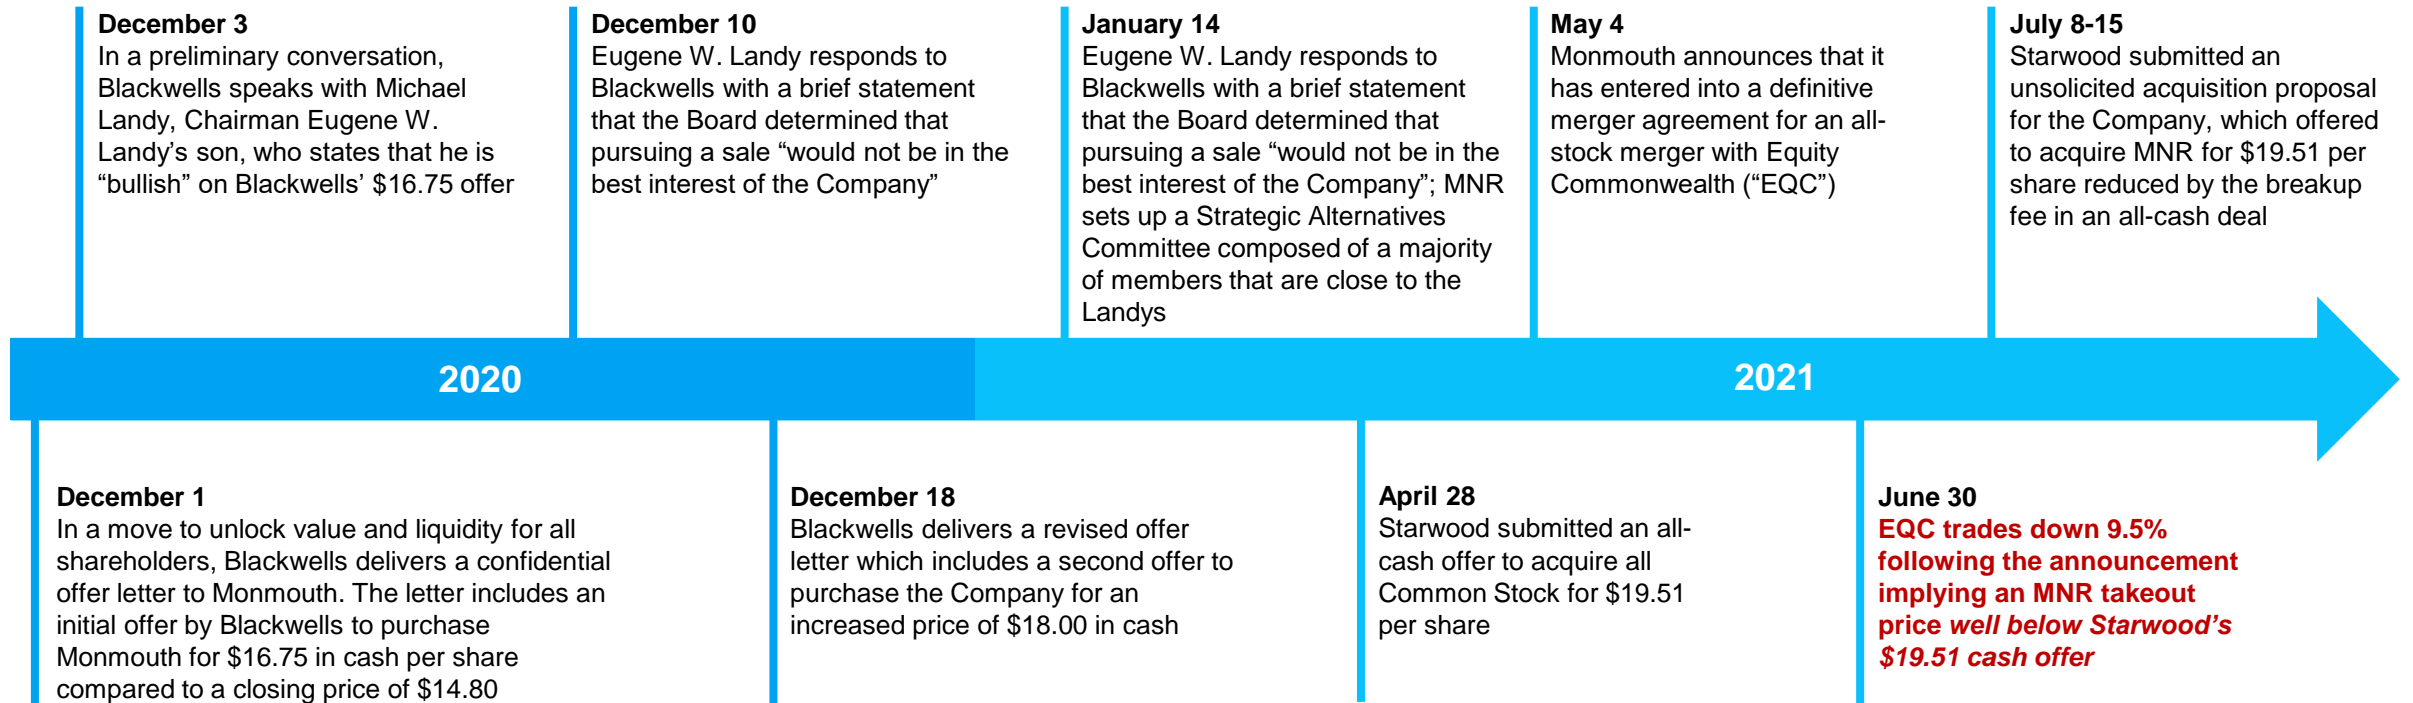 December 3
In a preliminary conversation,
Blackwells speaks with Michael
Landy, Chairman Eugene W.
Landy’s son, who states that he is
“bullish” on Blackwells’ $16.75 offer
December 10
Eugene W. Landy responds to
Blackwells with a brief statement
that the Board determined that
pursuing a sale “would not be in the
best interest of the Company”
January 14
Eugene W. Landy responds to
Blackwells with a brief statement
that the Board determined that
pursuing a sale “would not be in the
best interest of the Company”; MNR
sets up a Strategic Alternatives
Committee composed of a majority
of members that are close to the
Landys
May 4
Monmouth announces that it
has entered into a definitive
merger agreement for an all-
stock merger with Equity
Commonwealth (“EQC”)
July 8-15
Starwood submitted an
unsolicited acquisition proposal
for the Company, which offered
to acquire MNR for $19.51 per
share reduced by the breakup
fee in an all-cash deal
2020
2021
December 1
In a move to unlock value and liquidity for all
shareholders, Blackwells delivers a confidential
offer letter to Monmouth. The letter includes an
initial offer by Blackwells to purchase
Monmouth for $16.75 in cash per share
compared to a closing price of $14.80
December 18
Blackwells delivers a revised offer
letter which includes a second offer to
purchase the Company for an
increased price of $18.00 in cash
April 28
Starwood submitted an all-
cash offer to acquire all
Common Stock for $19.51
per share
June 30
EQC trades down 9.5%
following the announcement
implying an MNR takeout
price well below Starwood’s
$19.51 cash offer